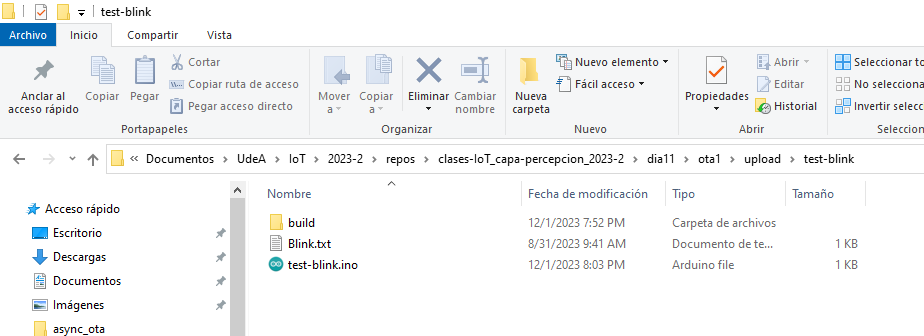 test-blink
Archivo Inicio Compartir Vista
Anclar al acceso rápido
Copiar
Pegar
Cortar
Copiar ruta de acceso
Pegar acceso directo
Portapapeles
Mover a
Copiar a
Eliminar
Cambiar nombre
Organizar
Nueva carpeta
Nuevo elemento
Fácil acceso
Nuevo
Propiedades
Abrir
Editar
Historial
Abrir
Seleccionar to
No seleccion
Invertir selecc
Seleccion
Documentos UdeA IoT 2023-2 repos clases-IoT_capa-percepcion_2023-2 dia11 ota1 upload test-blink
Acceso rápido
Escritorio
Descargas
Documentos
Imágenes
async_ota
Nombre Fecha de modificación Tipo Tamaño
build 12/1/2023 7:52 PM Carpeta de archivos
Blink.txt 8/31/2023 9:41 AM Documento de te... 1 KB
test-blink.ino 12/1/2023 8:03 PM Arduino file 1 KB